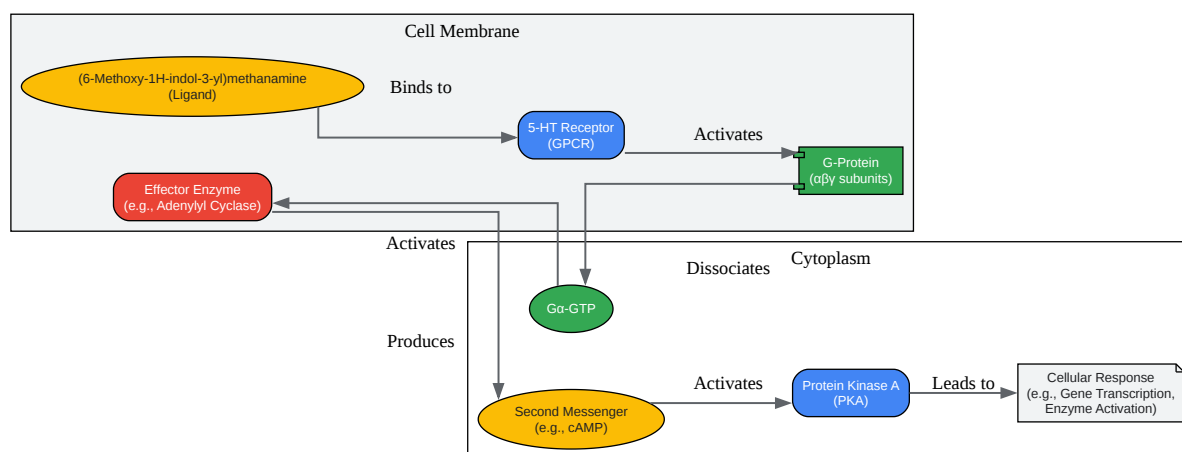 Cell Membrane
(6-Methoxy-1H-indol-3-yl)methanamine
(Ligand)
Binds to
5-HT Receptor
(GPCR)
Activates
G-Protein
(αβγ subunits)
Effector Enzyme
(e.g., Adenylyl Cyclase)
Activates
Cytoplasm
Dissociates
Gα-GTP
Produces
Second Messenger
(e.g., cAMP)
Activates
Protein Kinase A
(PKA)
Leads to
Cellular Response
(e.g., Gene Transcription,
Enzyme Activation)